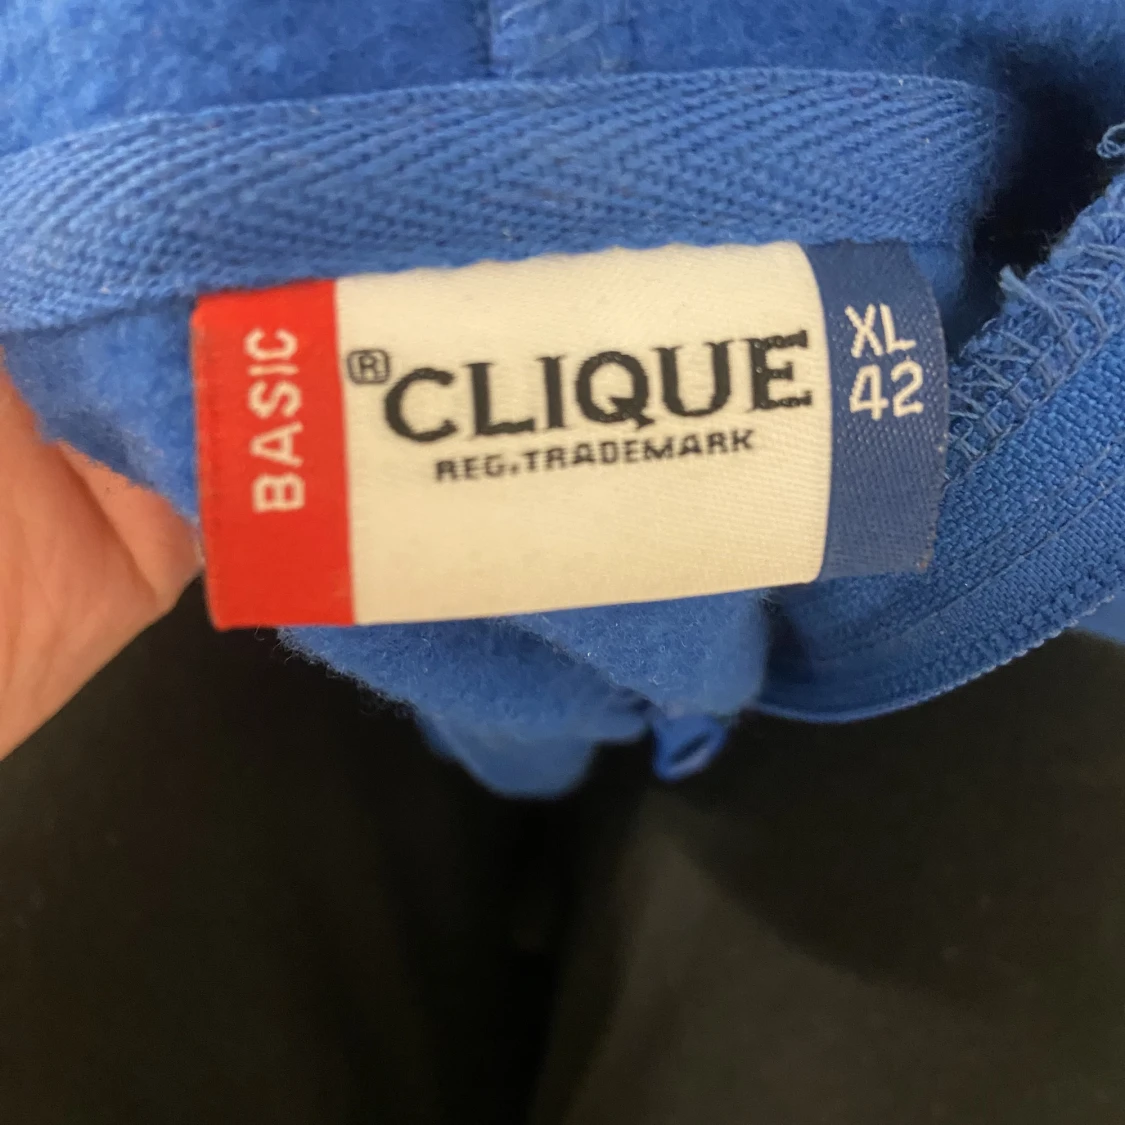 BASIC
®CLIQUE
REG.TRADEMARK
XL
42